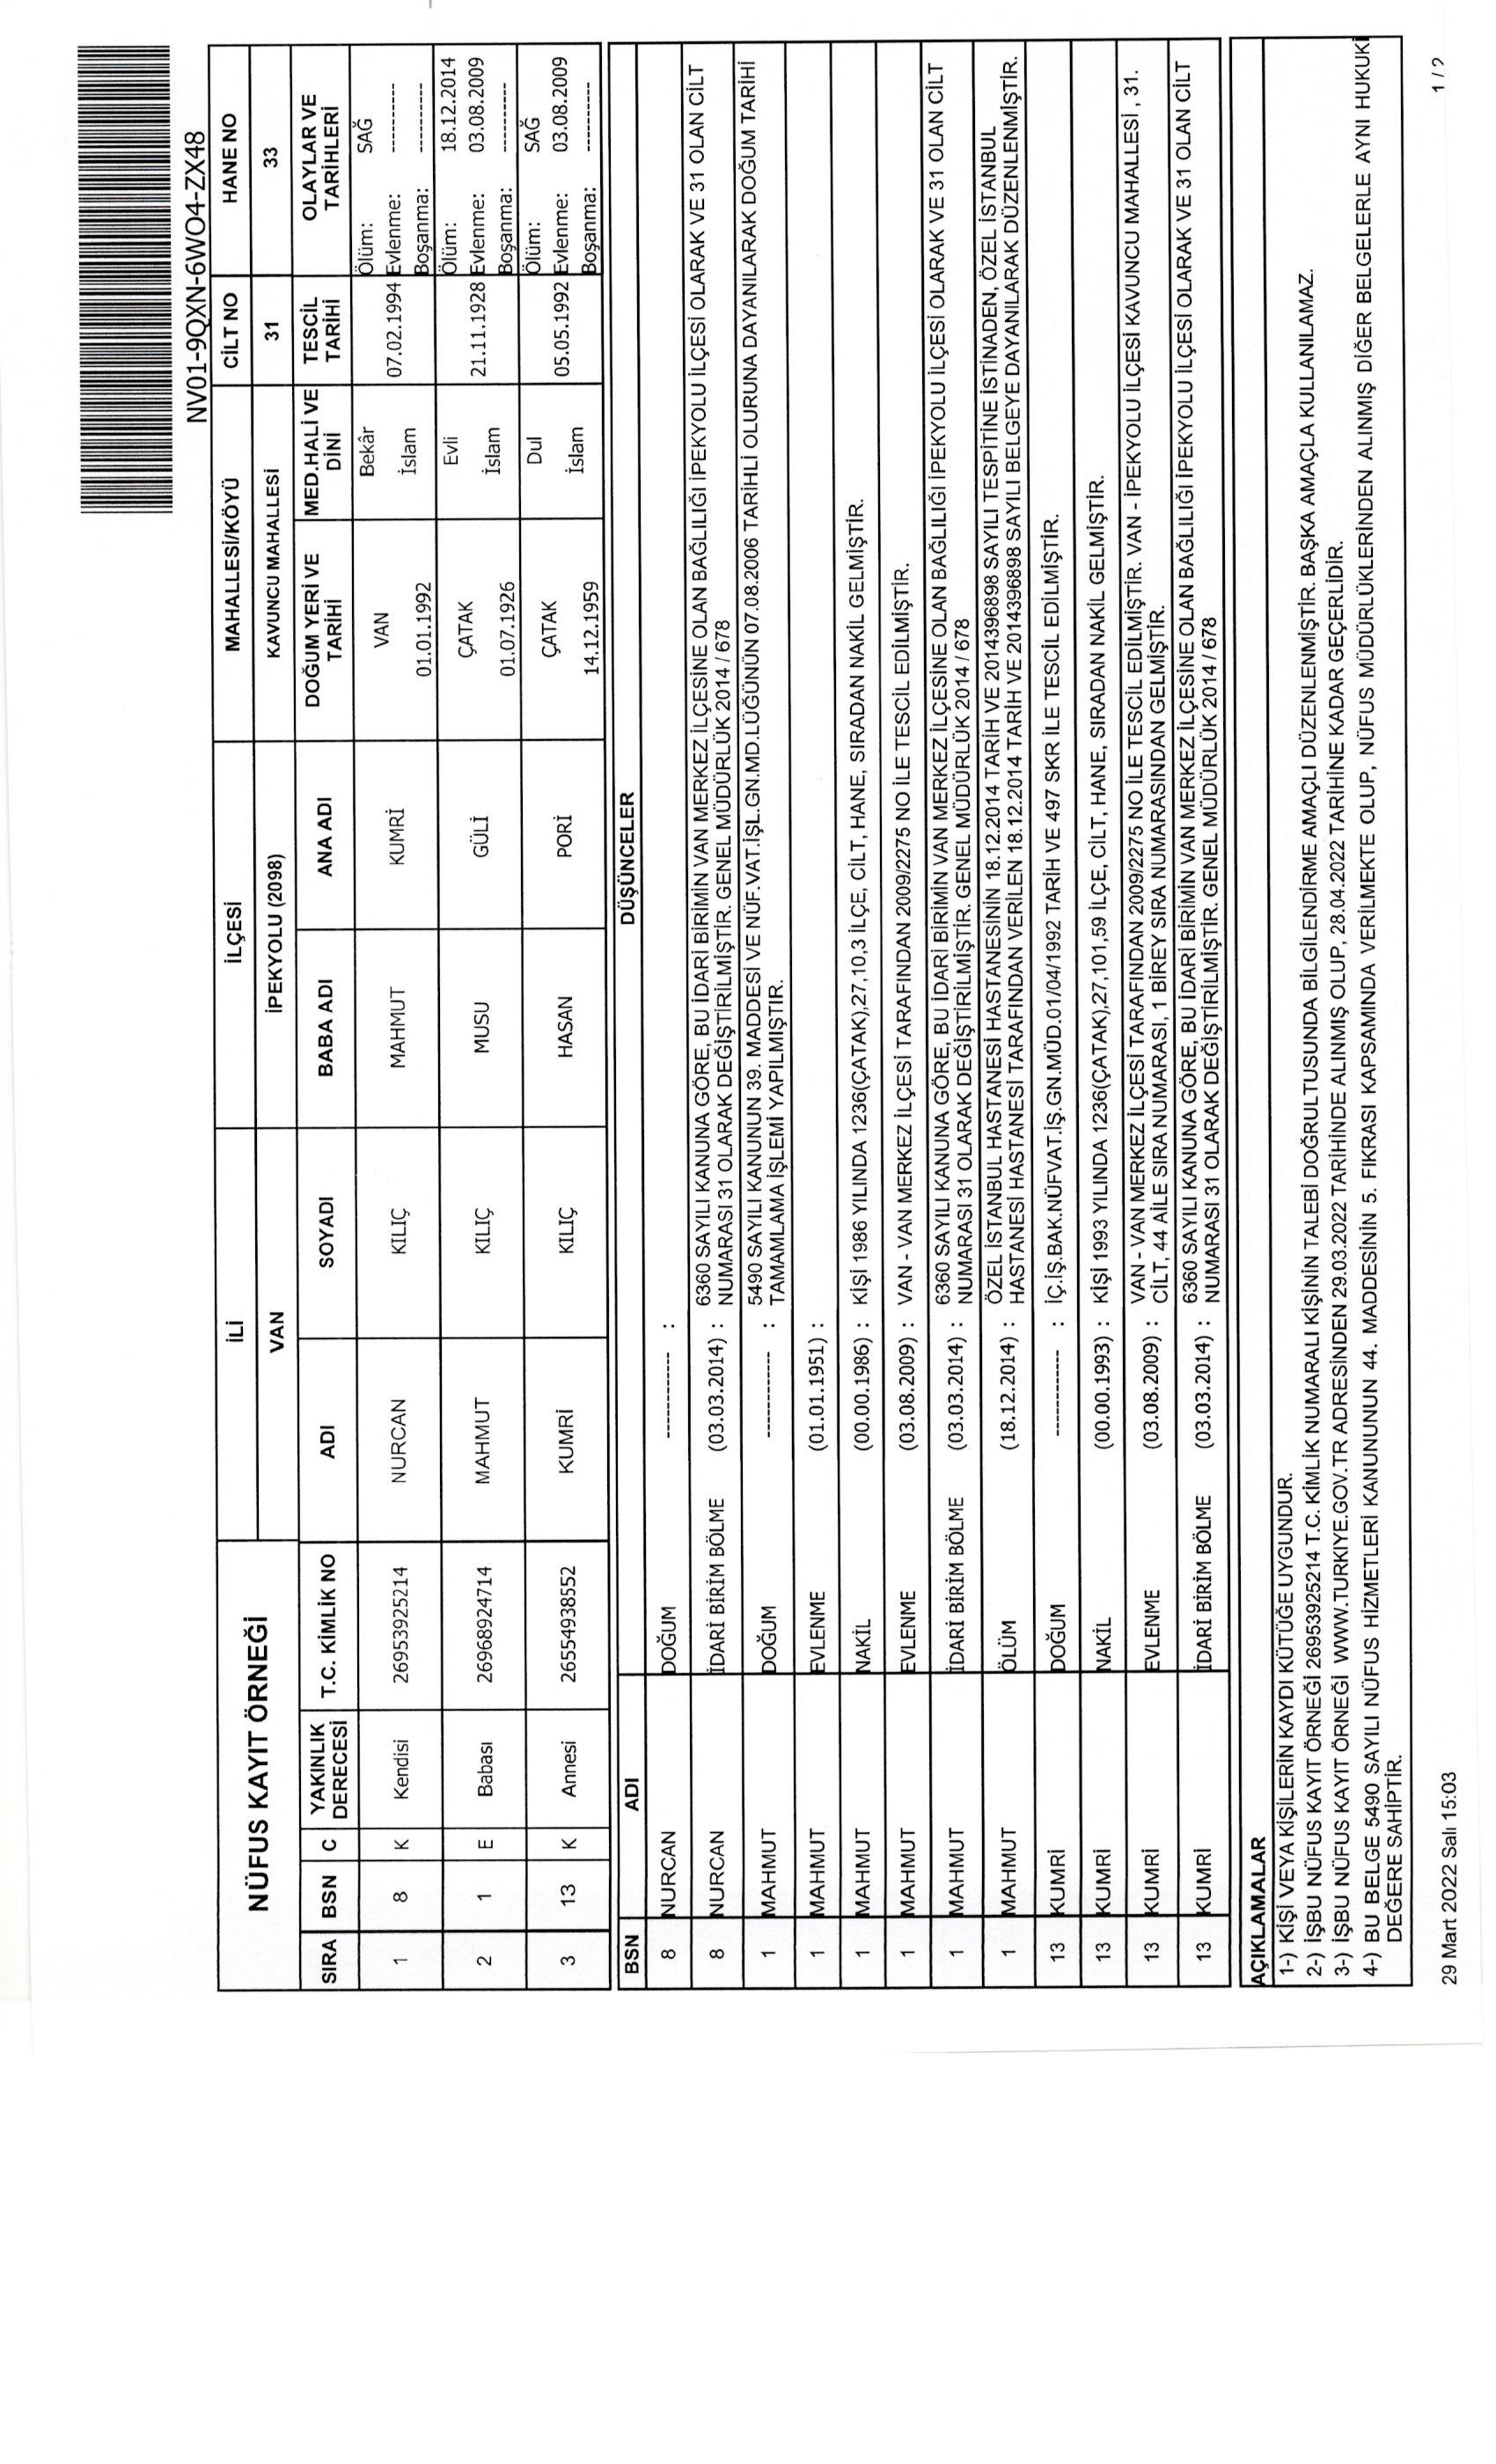 NV01-9QXN-6WO4-ZX48
NÜFUS KAYIT ÖRNEĞİ
İLİ İLÇESİ MAHALLESİ/KÖYÜ CİLT NO HANE NO
VAN İPEKYOLU (2098) KAVUNCU MAHALLESİ 31 33
SIRA BSN C YAKINLIK DERECESİ T.C. KİMLİK NO ADI SOYADI BABA ADI ANA ADI DOĞUM YERİ VE TARİHİ MED.HALİ VE DİNİ TESCİL TARİHİ OLAYLAR VE TARİHLERİ
1 8 K Kendisi 26953925214 NURCAN KILIÇ MAHMUT KUMRİ VAN 01.01.1992 Bekâr İslam 07.02.1994 Ölüm: SAĞ Evlenme: ---------- Boşanma: ----------
2 1 E Babası 26968924714 MAHMUT KILIÇ MUSU GÜLİ ÇATAK 01.07.1926 Evli İslam 21.11.1928 Ölüm: 18.12.2014 Evlenme: 03.08.2009 Boşanma: ----------
3 13 K Annesi 26554938552 KUMRİ KILIÇ HASAN PORİ ÇATAK 14.12.1959 Dul İslam 05.05.1992 Ölüm: SAĞ Evlenme: 03.08.2009 Boşanma: ----------
BSN ADI DÜŞÜNCELER
8 NURCAN DOĞUM ------------ :
8 NURCAN İDARİ BİRİM BÖLME (03.03.2014) : 6360 SAYILI KANUNA GÖRE, BU İDARİ BİRİMİN VAN MERKEZ İLÇESİNE OLAN BAĞLILIĞI İPEKYOLU İLÇESİ OLARAK VE 31 OLAN CİLT
NUMARASI 31 OLARAK DEĞİŞTİRİLMİŞTİR. GENEL MÜDÜRLÜK 2014 / 678
1 MAHMUT DOĞUM ------------ : 5490 SAYILI KANUNUN 39. MADDESİ VE NÜF.VAT.İŞL.GN.MD.LÜĞÜNÜN 07.08.2006 TARİHLİ OLURUNA DAYANILARAK DOĞUM TARİHİ
TAMAMLAMA İŞLEMİ YAPILMIŞTIR.
1 MAHMUT EVLENME (01.01.1951) :
1 MAHMUT NAKİL (00.00.1986) : KİŞİ 1986 YILINDA 1236(ÇATAK),27,10,3 İLÇE, CİLT, HANE, SIRADAN NAKİL GELMİŞTİR.
1 MAHMUT EVLENME (03.08.2009) : VAN - VAN MERKEZ İLÇESİ TARAFINDAN 2009/2275 NO İLE TESCİL EDİLMİŞTİR.
1 MAHMUT İDARİ BİRİM BÖLME (03.03.2014) : 6360 SAYILI KANUNA GÖRE, BU İDARİ BİRİMİN VAN MERKEZ İLÇESİNE OLAN BAĞLILIĞI İPEKYOLU İLÇESİ OLARAK VE 31 OLAN CİLT
NUMARASI 31 OLARAK DEĞİŞTİRİLMİŞTİR. GENEL MÜDÜRLÜK 2014 / 678
1 MAHMUT ÖLÜM (18.12.2014) : ÖZEL İSTANBUL HASTANESİ HASTANESİNİN 18.12.2014 TARİH VE 2014396898 SAYILI TESPİTİNE İSTİNADEN, ÖZEL İSTANBUL
HASTANESİ HASTANESİ TARAFINDAN VERİLEN 18.12.2014 TARİH VE 2014396898 SAYILI BELGEYE DAYANILARAK DÜZENLENMİŞTİR.
13 KUMRİ DOĞUM ------------ : İÇ.İŞ.BAK.NÜFVAT.İŞ.GN.MÜD.01/04/1992 TARİH VE 497 SKR İLE TESCİL EDİLMİŞTİR.
13 KUMRİ NAKİL (00.00.1993) : KİŞİ 1993 YILINDA 1236(ÇATAK),27,101,59 İLÇE, CİLT, HANE, SIRADAN NAKİL GELMİŞTİR.
13 KUMRİ EVLENME (03.08.2009) : VAN - VAN MERKEZ İLÇESİ TARAFINDAN 2009/2275 NO İLE TESCİL EDİLMİŞTİR. VAN - İPEKYOLU İLÇESİ KAVUNCU MAHALLESİ , 31.
CİLT, 44 AİLE SIRA NUMARASI, 1 BİREY SIRA NUMARASINDAN GELMİŞTİR.
13 KUMRİ İDARİ BİRİM BÖLME (03.03.2014) : 6360 SAYILI KANUNA GÖRE, BU İDARİ BİRİMİN VAN MERKEZ İLÇESİNE OLAN BAĞLILIĞI İPEKYOLU İLÇESİ OLARAK VE 31 OLAN CİLT
NUMARASI 31 OLARAK DEĞİŞTİRİLMİŞTİR. GENEL MÜDÜRLÜK 2014 / 678
AÇIKLAMALAR
1-) KİŞİ VEYA KİŞİLERİN KAYDI KÜTÜĞE UYGUNDUR.
2-) İŞBU NÜFUS KAYIT ÖRNEĞİ 26953925214 T.C. KİMLİK NUMARALI KİŞİNİN TALEBİ DOĞRULTUSUNDA BİLGİLENDİRME AMAÇLI DÜZENLENMİŞTİR. BAŞKA AMAÇLA KULLANILAMAZ.
3-) İŞBU NÜFUS KAYIT ÖRNEĞİ WWW.TURKIYE.GOV.TR ADRESİNDEN 29.03.2022 TARİHİNDE ALINMIŞ OLUP, 28.04.2022 TARİHİNE KADAR GEÇERLİDİR.
4-) BU BELGE 5490 SAYILI NÜFUS HİZMETLERİ KANUNUNUN 44. MADDESİNİN 5. FIKRASI KAPSAMINDA VERİLMEKTE OLUP, NÜFUS MÜDÜRLÜKLERİNDEN ALINMIŞ DİĞER BELGELERLE AYNI HUKUKİ
DEĞERE SAHİPTİR.
29 Mart 2022 Salı 15:03
1 / 2